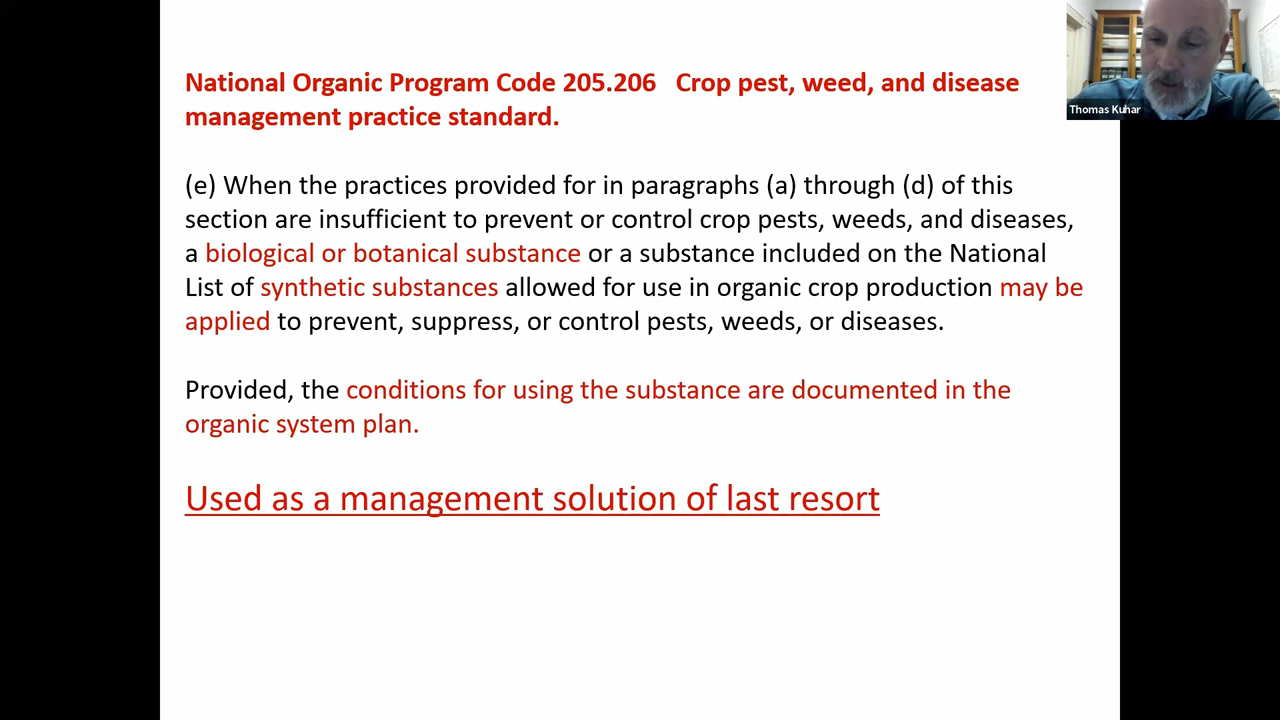 National Organic Program Code 205.206   Crop pest, weed, and disease
management practice standard.
Thomas Kuhar
(e) When the practices provided for in paragraphs (a) through (d) of this
section are insufficient to prevent or control crop pests, weeds, and diseases,
a biological or botanical substance or a substance included on the National
List of synthetic substances allowed for use in organic crop production may be
applied to prevent, suppress, or control pests, weeds, or diseases.
Provided, the conditions for using the substance are documented in the
organic system plan.
Used as a management solution of last resort